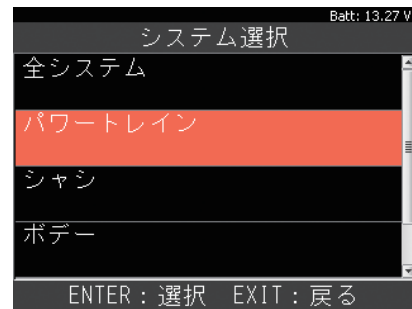 Batt: 13.27 V
システム選択
全システム
パワートレイン
シャシ
ボデー
ENTER：選択　EXIT：戻る